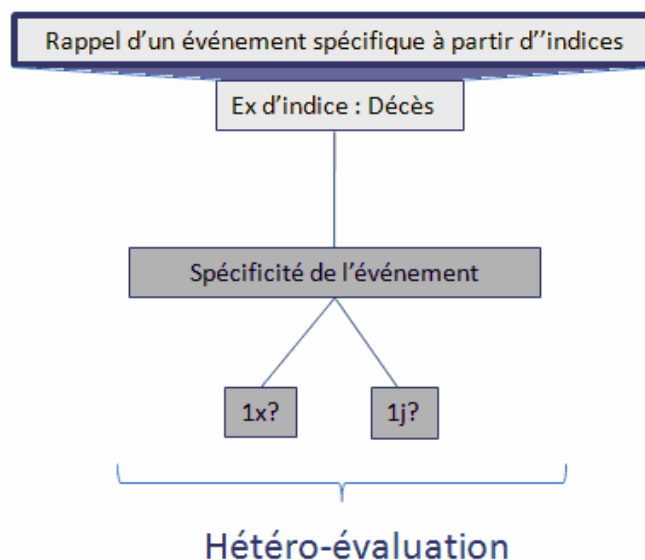 Rappel d’un événement spécifique à partir d’’indices
Ex d’indice : Décès
Spécificité de l’événement
1x?
1j?
Hétéro-évaluation